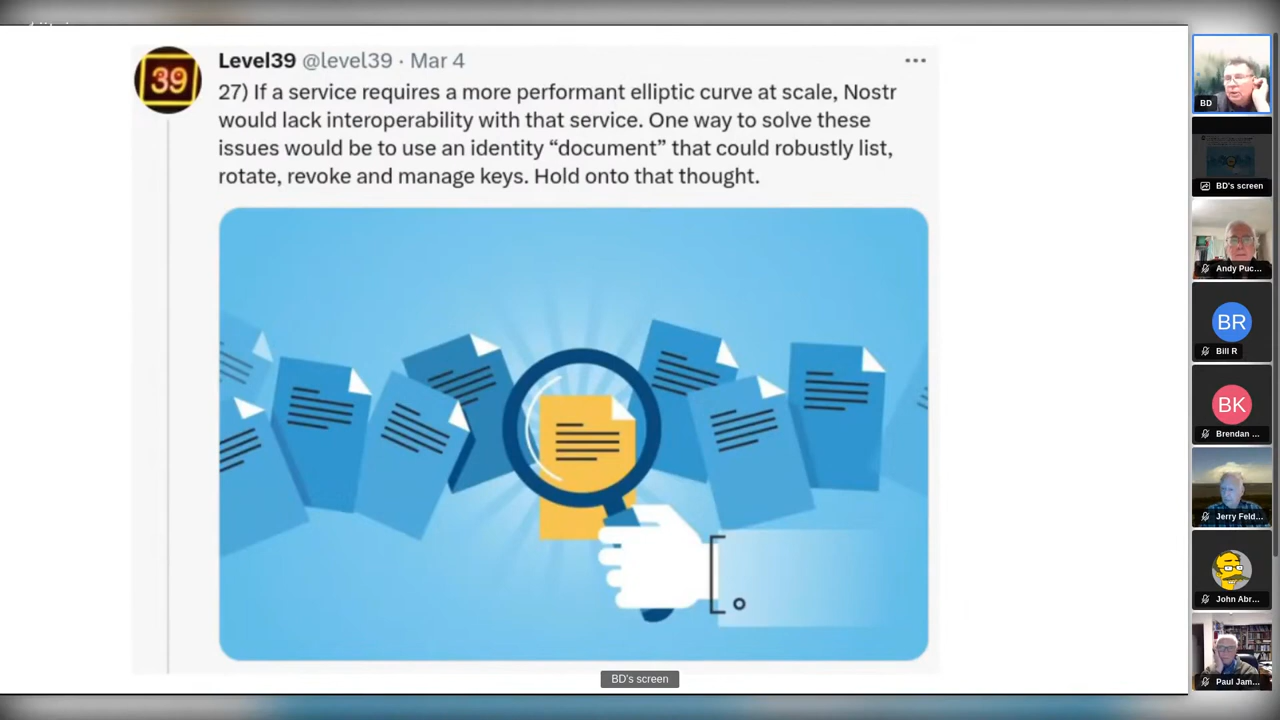 39
Level39 @level39 · Mar 4
27) If a service requires a more performant elliptic curve at scale, Nostr
would lack interoperability with that service. One way to solve these
issues would be to use an identity “document” that could robustly list,
rotate, revoke and manage keys. Hold onto that thought.
BD's screen
BD
BD's screen
Andy Puc...
BR
Bill R
BK
Brendan ...
Jerry Feld...
John Abr...
Paul Jam...